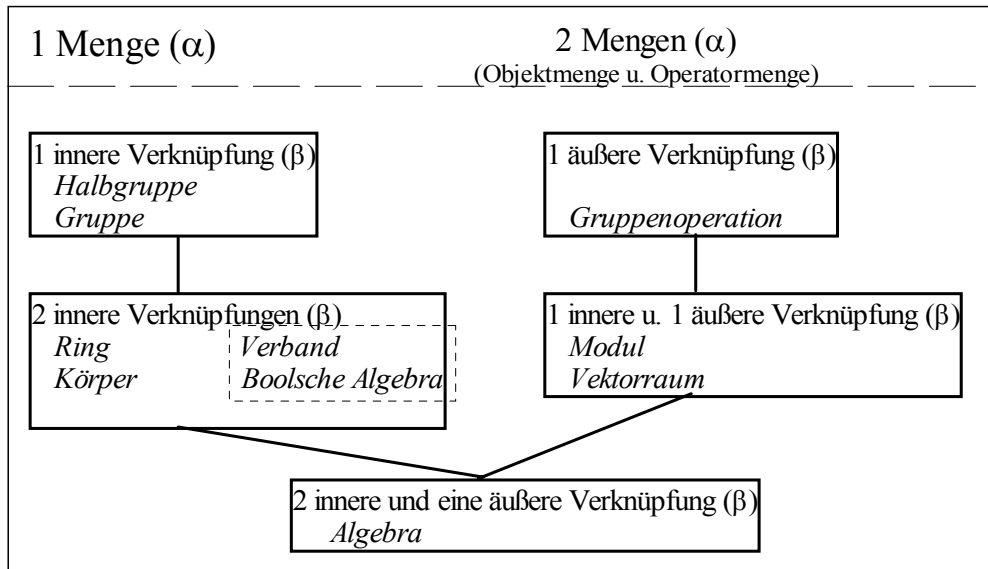 1 Menge (α)
2 Mengen (α)
(Objektmenge u. Operatormenge)
1 innere Verknüpfung (β)
Halbgruppe
Gruppe
1 äußere Verknüpfung (β)
Gruppenoperation
2 innere Verknüpfungen (β)
Ring
Körper
Verband
Boolsche Algebra
1 innere u. 1 äußere Verknüpfung (β)
Modul
Vektorraum
2 innere und eine äußere Verknüpfung (β)
Algebra